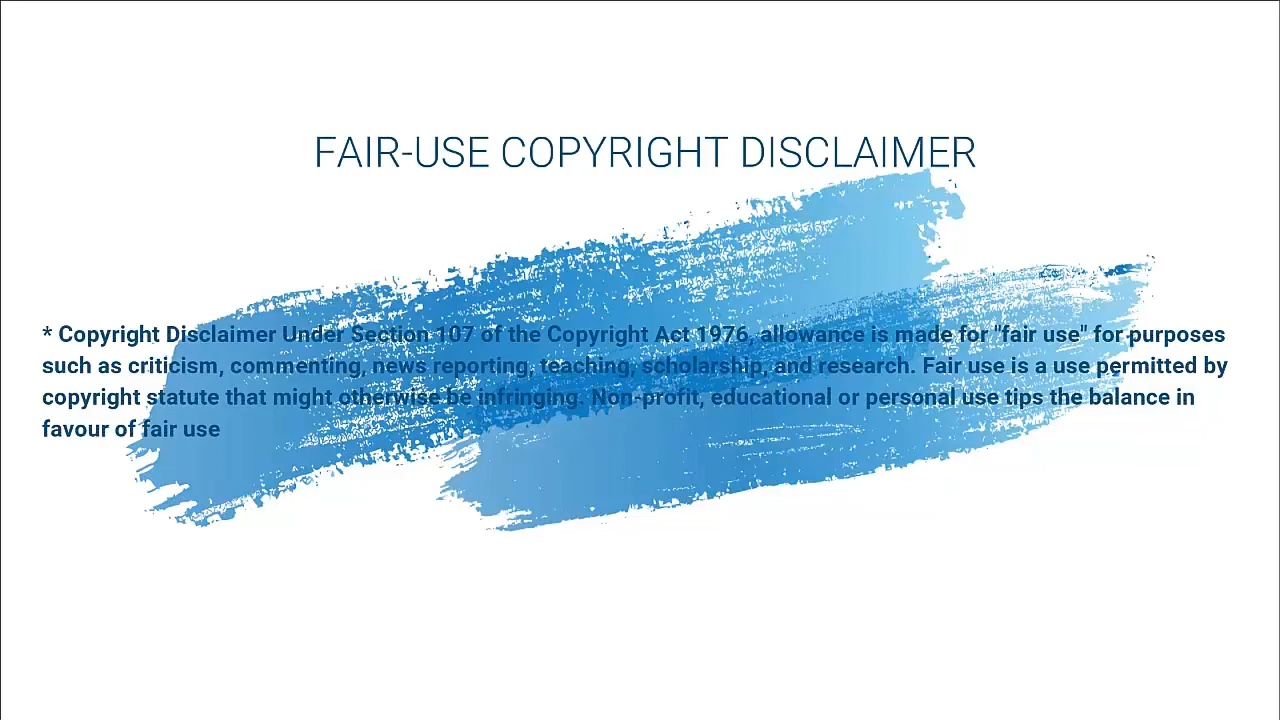 FAIR-USE COPYRIGHT DISCLAIMER
* Copyright Disclaimer Under Section 107 of the Copyright Act 1976, allowance is made for "fair use" for purposes
such as criticism, commenting, news reporting, teaching, scholarship, and research. Fair use is a use permitted by
copyright statute that might otherwise be infringing. Non-profit, educational or personal use tips the balance in
favour of fair use